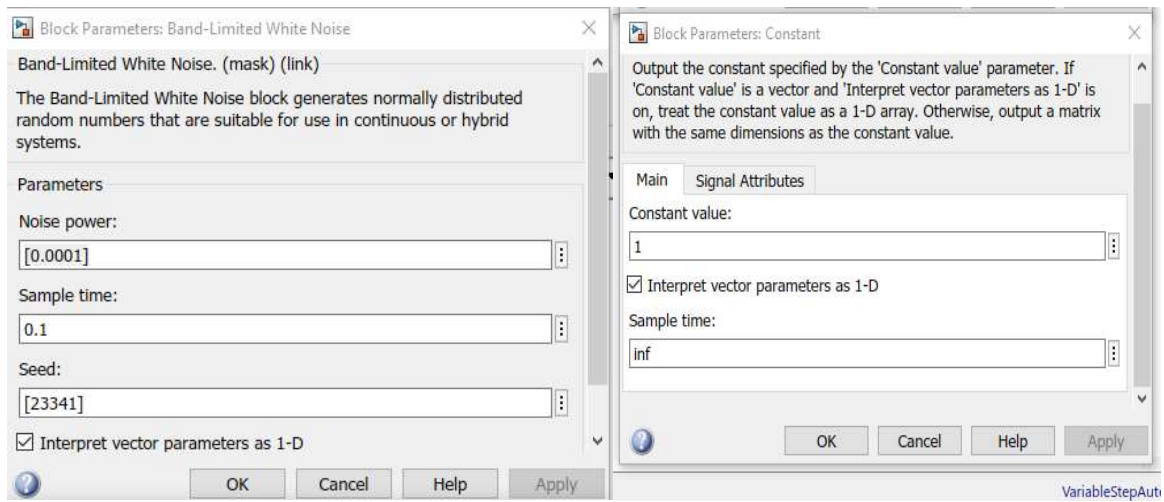 Block Parameters: Band-Limited White Noise
Band-Limited White Noise. (mask) (link)
The Band-Limited White Noise block generates normally distributed
random numbers that are suitable for use in continuous or hybrid
systems.
Parameters
Noise power:
[0.0001]
Sample time:
0.1
Seed:
[23341]
Interpret vector parameters as 1-D
OK Cancel Help Apply
Block Parameters: Constant
Output the constant specified by the 'Constant value' parameter. If
'Constant value' is a vector and 'Interpret vector parameters as 1-D' is
on, treat the constant value as a 1-D array. Otherwise, output a matrix
with the same dimensions as the constant value.
Main Signal Attributes
Constant value:
1
Interpret vector parameters as 1-D
Sample time:
inf
OK Cancel Help Apply
VariableStepAut